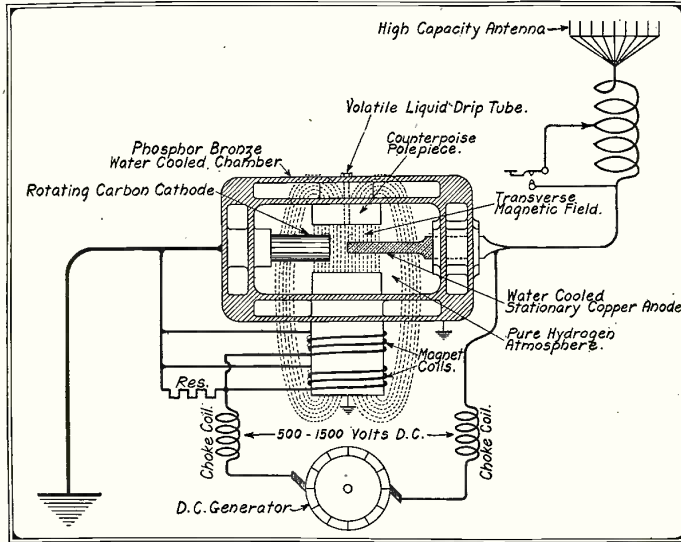 High Capacity Antenna
Volatile Liquid Drip Tube.
Phosphor Bronze
Water Cooled Chamber
Counterpoise
Polepiece.
Rotating Carbon Cathode
Transverse
Magnetic Field.
Water Cooled
Stationary Copper Anode
Pure Hydrogen
Atmosphere.
Magnet
Coils.
Res.
Choke Coil.
500-1500 Volts D.C.
Choke Coil.
D.C. Generator